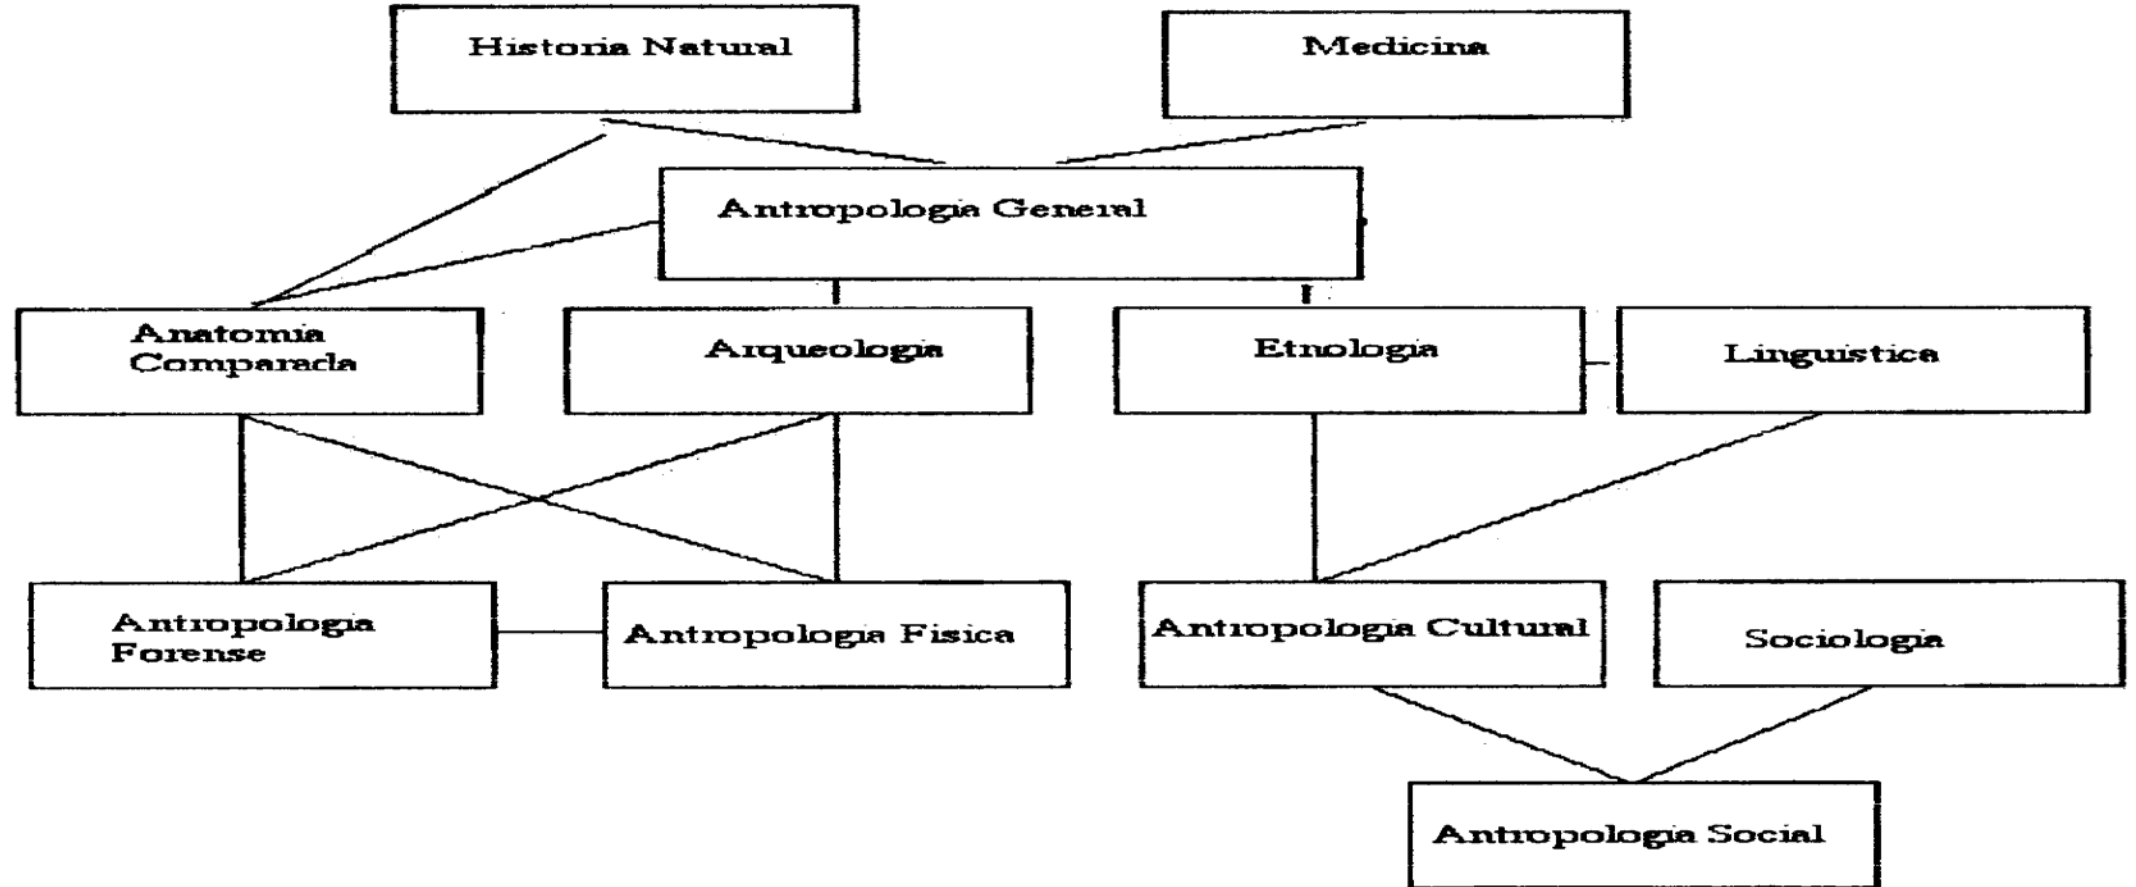 Historia Natural
Medicina
Antropologia General
Anatomia
Comparada
Arqueologia
Etnologia
Linguistica
Antropologia
Forense
Antropologia Fisica
Antropologia Cultural
Sociologia
Antropologia Social